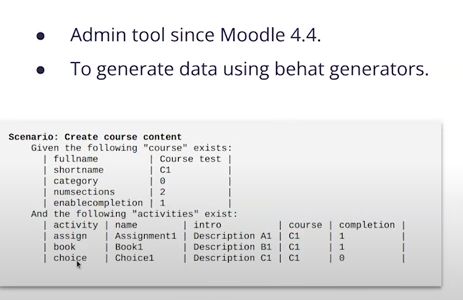 ● Admin tool since Moodle 4.4.
● To generate data using behat generators.
Scenario: Create course content
Given the following "course" exists:
| fullname | Course test |
| shortname | C1 |
| category | 0 |
| numsections | 2 |
| enablecompletion | 1 |
And the following "activities" exist:
| activity | name | intro | course | completion |
| assign | Assignment1 | Description A1 | C1 | 1 |
| book | Book1 | Description B1 | C1 | 1 |
| choice | Choice1 | Description C1 | C1 | 0 |